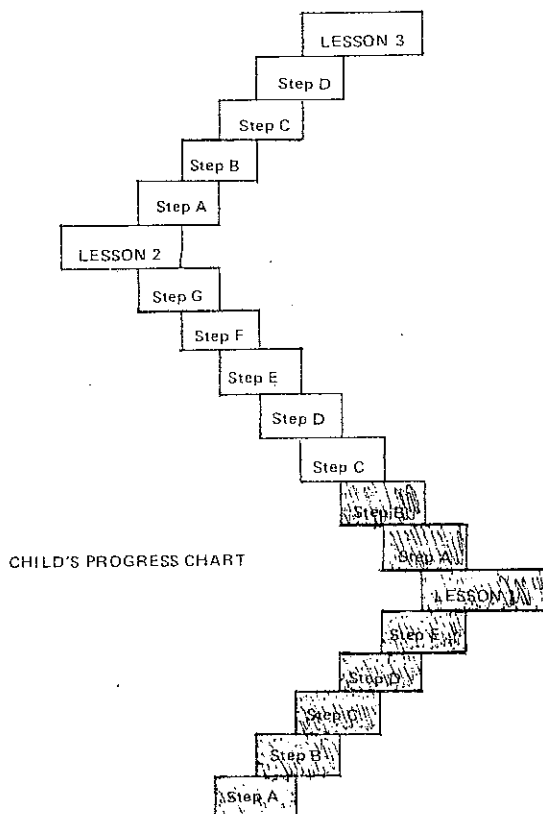 LESSON 3
Step D
Step C
Step B
Step A
LESSON 2
Step G
Step F
Step E
Step D
Step C
Step B
Step A
CHILD'S PROGRESS CHART
LESSON 1
Step E
Step D
Step C
Step B
Step A